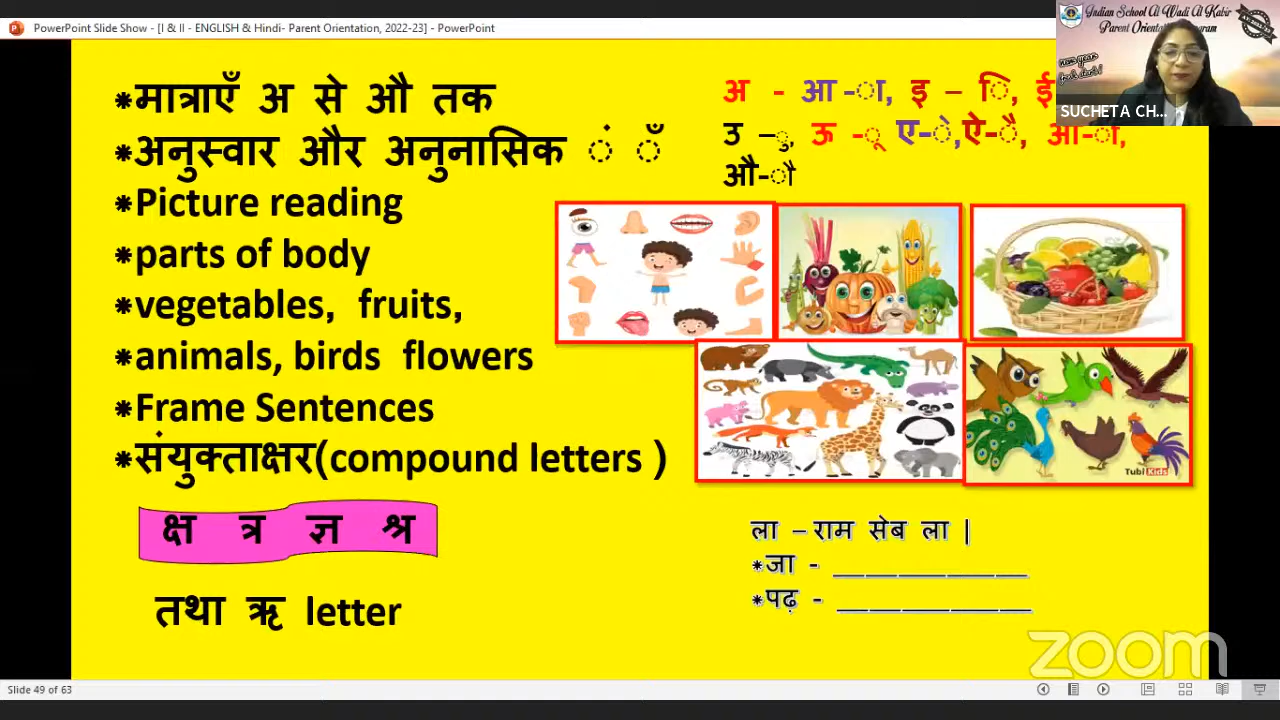 PowerPoint Slide Show - [I & II - ENGLISH & Hindi- Parent Orientation, 2022-23] - PowerPoint
Indian School Al Wadi Al Kabir
Parent Orientation Program
SUCHETA CH...
*मात्राएँ अ से औ तक
*अनुस्वार और अनुनासिक ं ँ
*Picture reading
*parts of body
*vegetables, fruits,
*animals, birds flowers
*Frame Sentences
*संयुक्ताक्षर(compound letters )
क्ष त्र ज्ञ श्र
तथा ऋ letter
अ - आ -ा, इ – ि, ई
उ –ु, ऊ -ू ए-े,ऐ-ै, ओ-ो,
औ-ौ
Tubi Kids
ला – राम सेब ला |
*जा - ____________
*पढ़ - ____________
zoom
Slide 49 of 63